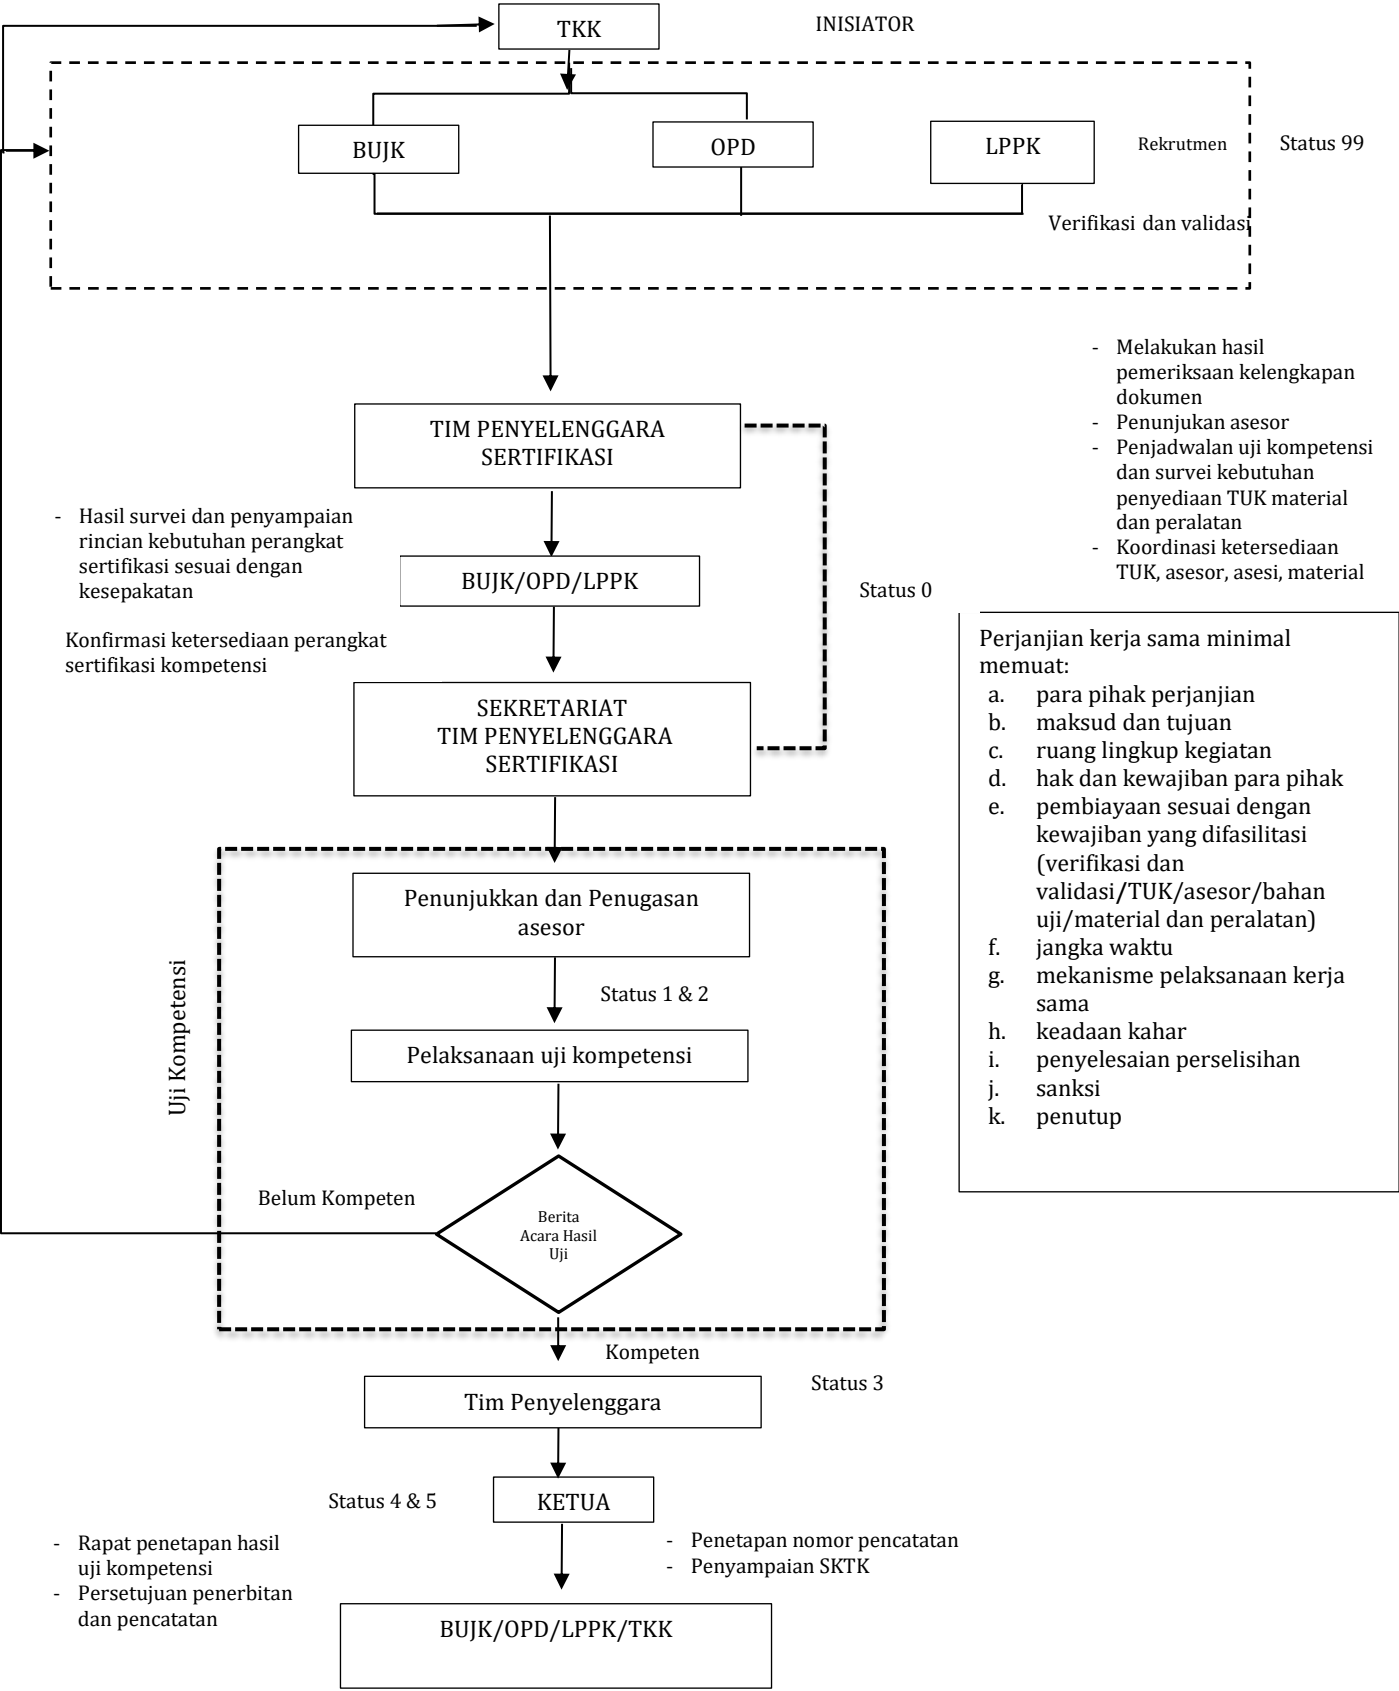 TKK
INISIATOR
BUJK
OPD
LPPK
Rekrutmen
Status 99
Verifikasi dan validasi
- Melakukan hasil
pemeriksaan kelengkapan
dokumen
- Penunjukan asesor
- Penjadwalan uji kompetensi
dan survei kebutuhan
penyediaan TUK material
dan peralatan
- Koordinasi ketersediaan
TUK, asesor, asesi, material
TIM PENYELENGGARA
SERTIFIKASI
- Hasil survei dan penyampaian
rincian kebutuhan perangkat
sertifikasi sesuai dengan
kesepakatan
BUJK/OPD/LPPK
Status 0
Konfirmasi ketersediaan perangkat
sertifikasi kompetensi
SEKRETARIAT
TIM PENYELENGGARA
SERTIFIKASI
Perjanjian kerja sama minimal
memuat:
a. para pihak perjanjian
b. maksud dan tujuan
c. ruang lingkup kegiatan
d. hak dan kewajiban para pihak
e. pembiayaan sesuai dengan
kewajiban yang difasilitasi
(verifikasi dan
validasi/TUK/asesor/bahan
uji/material dan peralatan)
f. jangka waktu
g. mekanisme pelaksanaan kerja
sama
h. keadaan kahar
i. penyelesaian perselisihan
j. sanksi
k. penutup
Uji Kompetensi
Penunjukkan dan Penugasan
asesor
Status 1 & 2
Pelaksanaan uji kompetensi
Belum Kompeten
Berita
Acara Hasil
Uji
Kompeten
Status 3
Tim Penyelenggara
Status 4 & 5
KETUA
- Rapat penetapan hasil
uji kompetensi
- Persetujuan penerbitan
dan pencatatan
- Penetapan nomor pencatatan
- Penyampaian SKTK
BUJK/OPD/LPPK/TKK